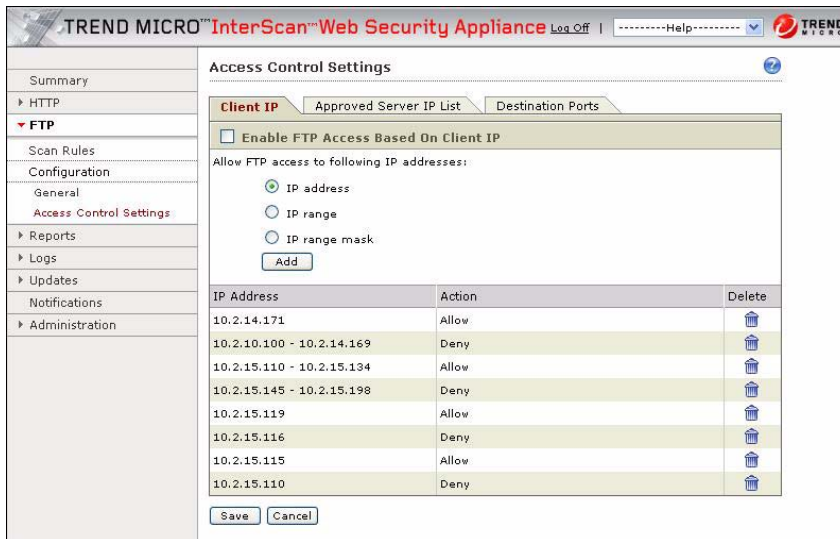 TREND MICRO™ InterScan™ Web Security Appliance Log Off | ---------Help---------
TREND
MICRO
Summary
HTTP
FTP
Scan Rules
Configuration
General
Access Control Settings
Reports
Logs
Updates
Notifications
Administration
Access Control Settings
Client IP Approved Server IP List Destination Ports
Enable FTP Access Based On Client IP
Allow FTP access to following IP addresses:
IP address
IP range
IP range mask
Add
IP Address Action Delete
10.2.14.171 Allow
10.2.10.100 - 10.2.14.169 Deny
10.2.15.110 - 10.2.15.134 Allow
10.2.15.145 - 10.2.15.198 Deny
10.2.15.119 Allow
10.2.15.116 Deny
10.2.15.115 Allow
10.2.15.110 Deny
Save Cancel